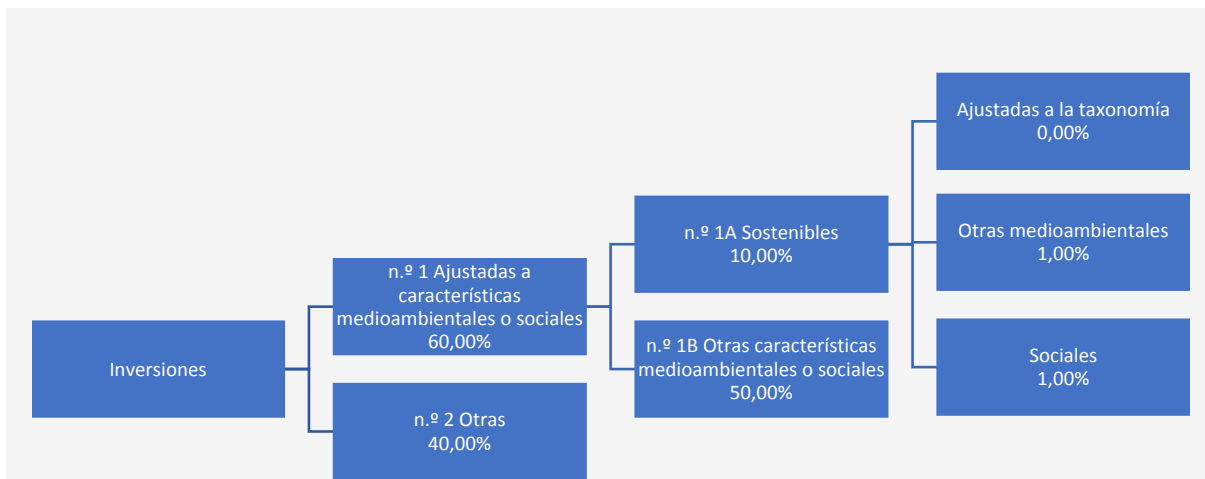 Inversiones
n.º 1 Ajustadas a
características
medioambientales o sociales
60,00%
n.º 2 Otras
40,00%
n.º 1A Sostenibles
10,00%
n.º 1B Otras características
medioambientales o sociales
50,00%
Ajustadas a la taxonomía
0,00%
Otras medioambientales
1,00%
Sociales
1,00%